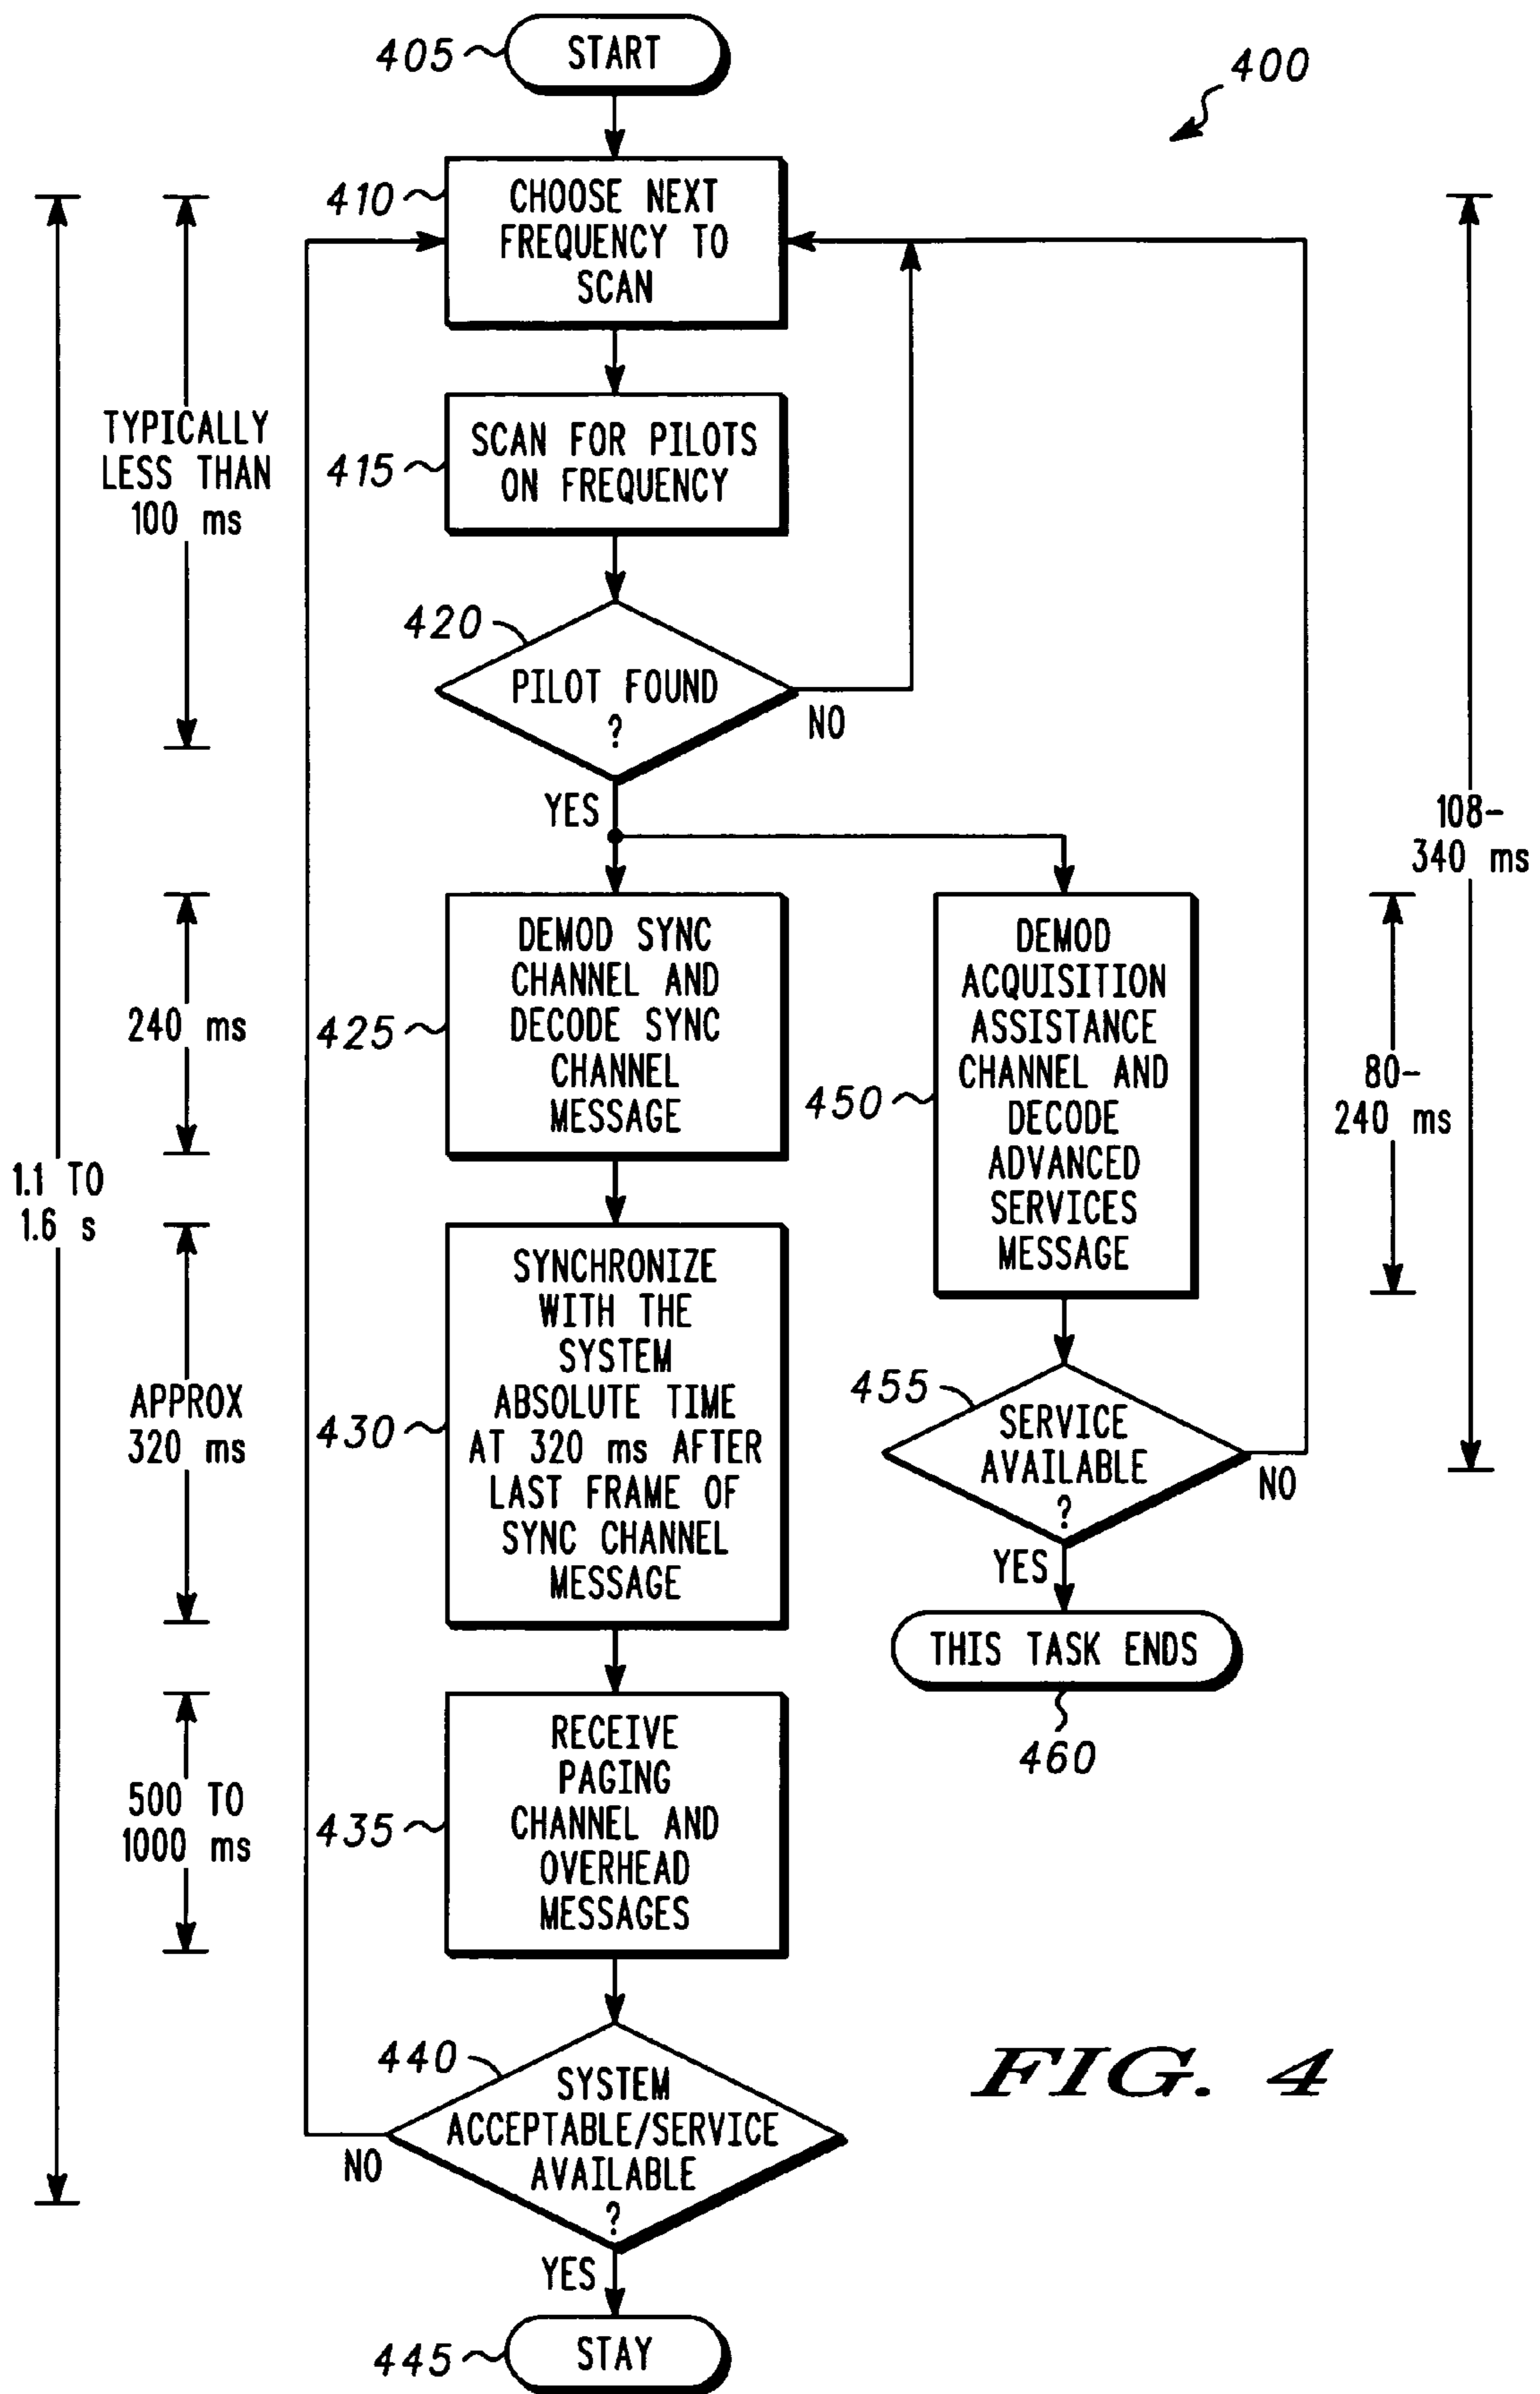 405
START
400
410
CHOOSE NEXT
FREQUENCY TO
SCAN
TYPICALLY
LESS THAN
100 ms
415
SCAN FOR PILOTS
ON FREQUENCY
420
PILOT FOUND
?
NO
YES
108-
340 ms
240 ms
425
DEMOD SYNC
CHANNEL AND
DECODE SYNC
CHANNEL
MESSAGE
450
DEMOD
ACQUISITION
ASSISTANCE
CHANNEL AND
DECODE
ADVANCED
SERVICES
MESSAGE
80-
240 ms
1.1 TO
1.6 s
APPROX
320 ms
430
SYNCHRONIZE
WITH THE
SYSTEM
ABSOLUTE TIME
AT 320 ms AFTER
LAST FRAME OF
SYNC CHANNEL
MESSAGE
455
SERVICE
AVAILABLE
?
NO
YES
THIS TASK ENDS
460
500 TO
1000 ms
435
RECEIVE
PAGING
CHANNEL AND
OVERHEAD
MESSAGES
440
SYSTEM
ACCEPTABLE/SERVICE
AVAILABLE
?
NO
YES
445
STAY
FIG. 4